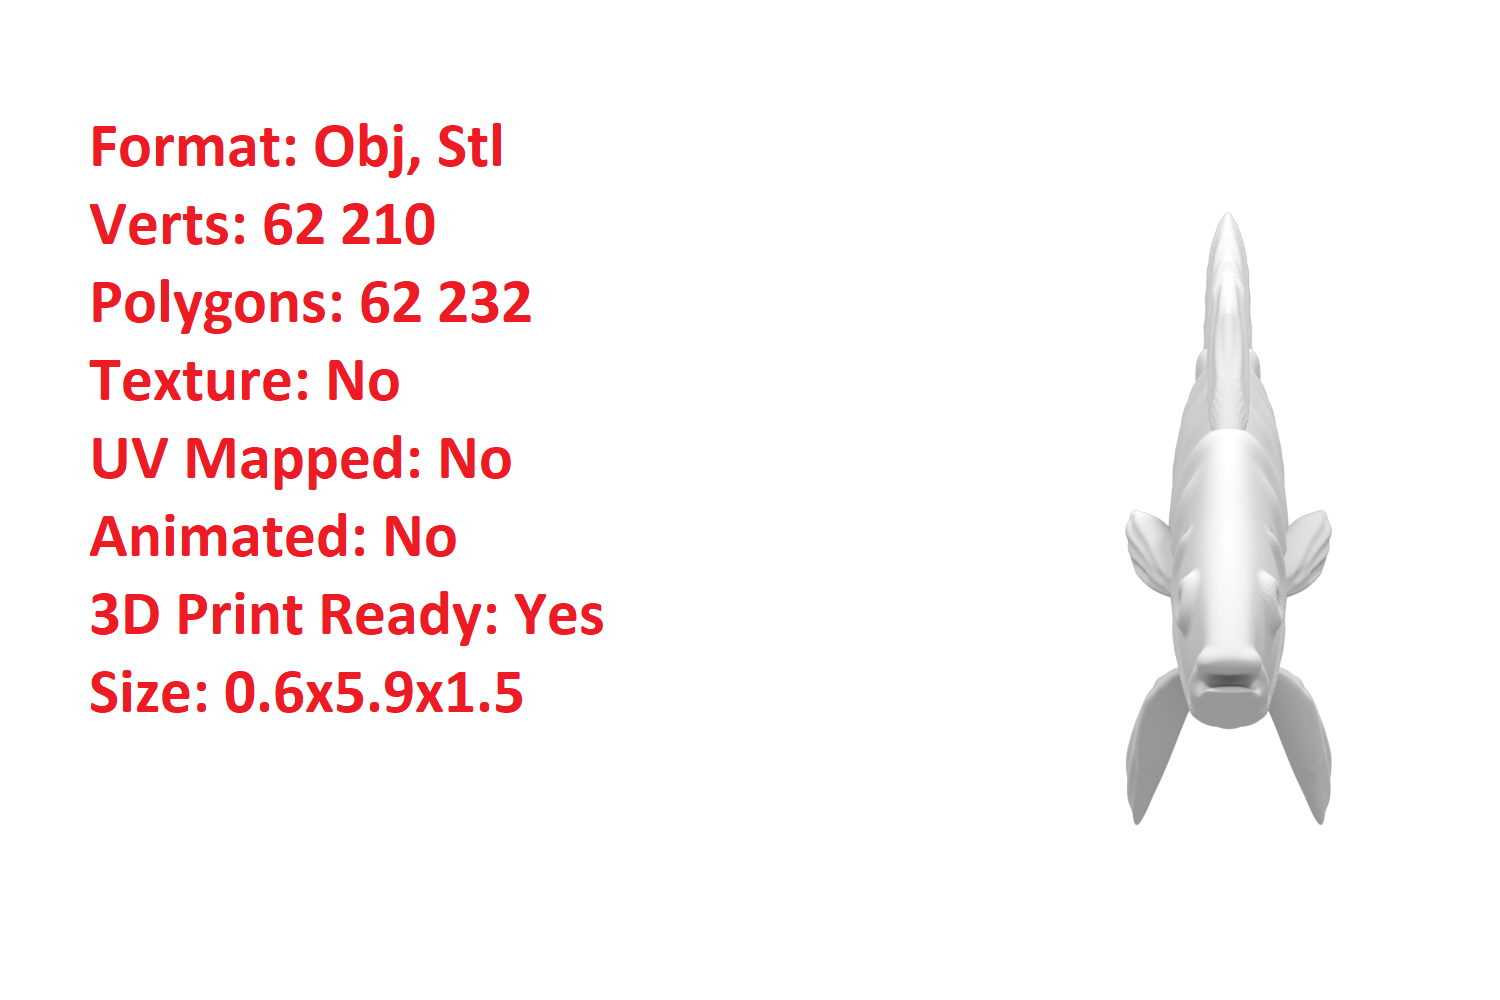 Format: Obj, Stl
Verts: 62 210
Polygons: 62 232
Texture: No
UV Mapped: No
Animated: No
3D Print Ready: Yes
Size: 0.6x5.9x1.5